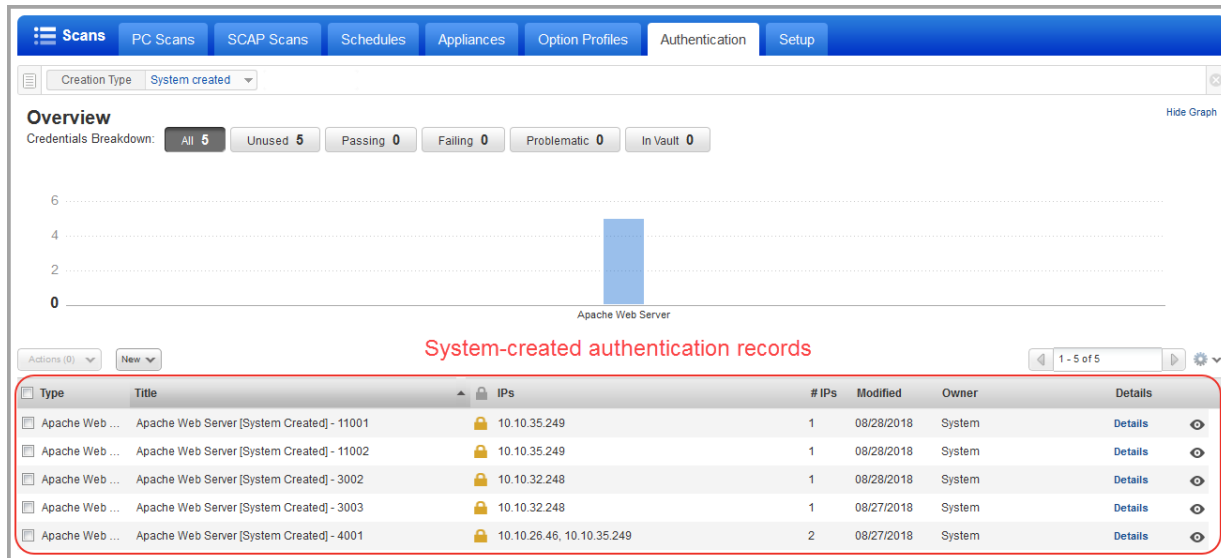 Scans PC Scans SCAP Scans Schedules Appliances Option Profiles Authentication Setup
Creation Type System created
Overview Hide Graph
Credentials Breakdown: All 5 Unused 5 Passing 0 Failing 0 Problematic 0 In Vault 0
6
4
2
0
Apache Web Server
System-created authentication records
Actions (0) New 1 - 5 of 5
Type Title IPs # IPs Modified Owner Details
Apache Web ... Apache Web Server [System Created] - 11001 10.10.35.249 1 08/28/2018 System Details
Apache Web ... Apache Web Server [System Created] - 11002 10.10.35.249 1 08/28/2018 System Details
Apache Web ... Apache Web Server [System Created] - 3002 10.10.32.248 1 08/28/2018 System Details
Apache Web ... Apache Web Server [System Created] - 3003 10.10.32.248 1 08/27/2018 System Details
Apache Web ... Apache Web Server [System Created] - 4001 10.10.26.46, 10.10.35.249 2 08/27/2018 System Details